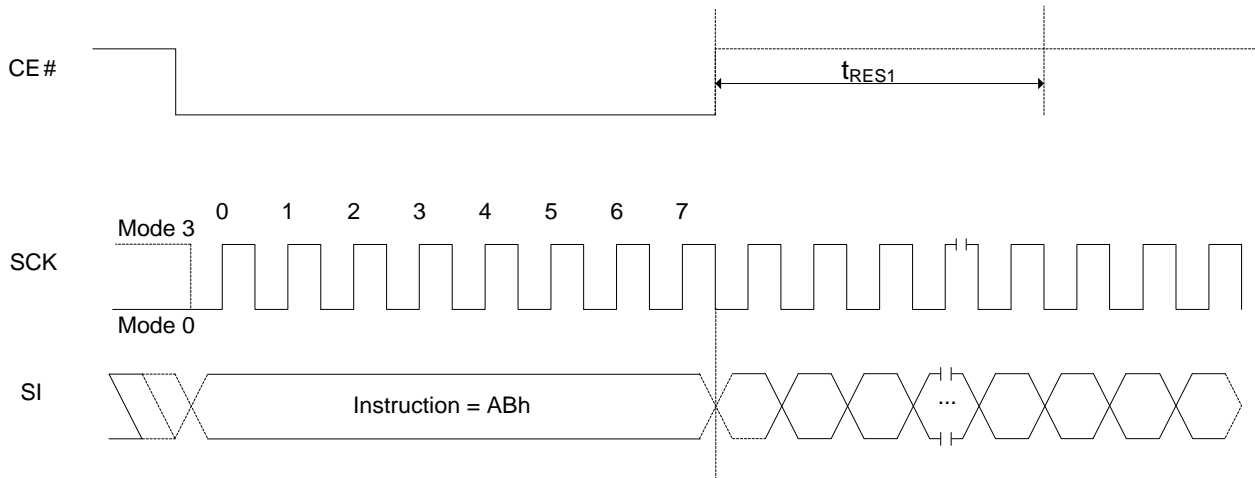 CE#
tRES1
0 1 2 3 4 5 6 7
Mode 3
SCK
Mode 0
SI
Instruction = ABh
...